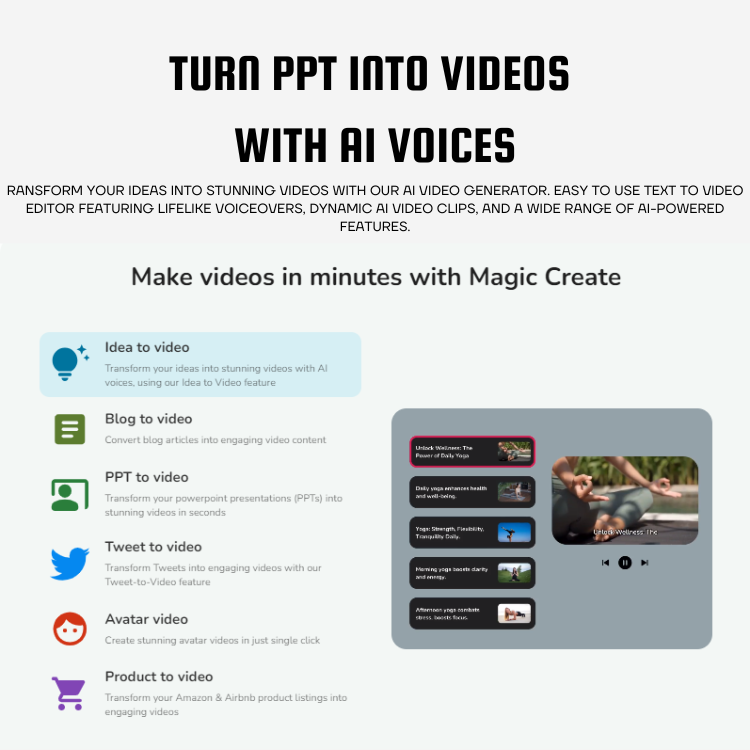 TURN PPT INTO VIDEOS
WITH AI VOICES
RANSFORM YOUR IDEAS INTO STUNNING VIDEOS WITH OUR AI VIDEO GENERATOR. EASY TO USE TEXT TO VIDEO
EDITOR FEATURING LIFELIKE VOICEOVERS, DYNAMIC AI VIDEO CLIPS, AND A WIDE RANGE OF AI-POWERED
FEATURES.
Make videos in minutes with Magic Create
Idea to video
Transform your ideas into stunning videos with AI
voices, using our Idea to Video feature
Blog to video
Convert blog articles into engaging video content
PPT to video
Transform your powerpoint presentations (PPTs) into
stunning videos in seconds
Tweet to video
Transform Tweets into engaging videos with our
Tweet-to-Video feature
Avatar video
Create stunning avatar videos in just single click
Product to video
Transform your Amazon & Airbnb product listings into
engaging videos
Unlock Wellness: The
Power of Daily Yoga
Daily yoga enhances health
and well-being.
Yoga: Strength, Flexibility,
Tranquility Daily.
Morning yoga boosts clarity
and energy.
Afternoon yoga combats
stress, boosts focus.
Unlock Wellness: The